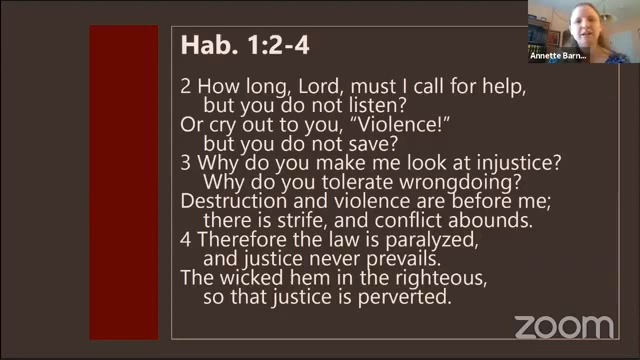 Hab. 1:2-4
2 How long, Lord, must I call for help,
but you do not listen?
Or cry out to you, “Violence!”
but you do not save?
3 Why do you make me look at injustice?
Why do you tolerate wrongdoing?
Destruction and violence are before me;
there is strife, and conflict abounds.
4 Therefore the law is paralyzed,
and justice never prevails.
The wicked hem in the righteous,
so that justice is perverted.
Annette Barn...
zoom